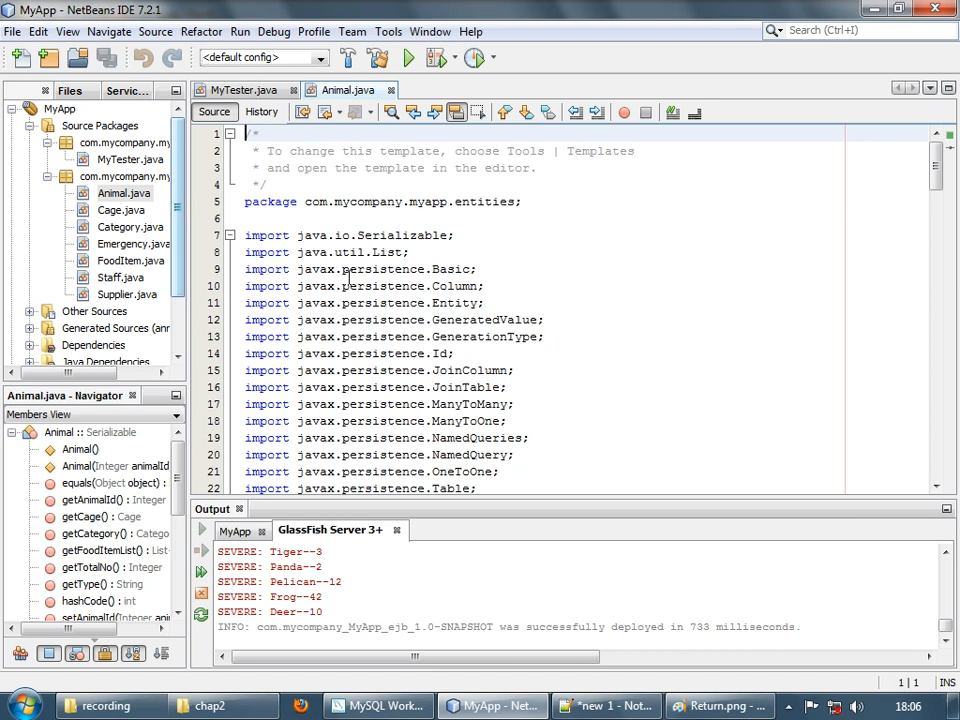 MyApp - NetBeans IDE 7.2.1
File Edit View Navigate Source Refactor Run Debug Profile Team Tools Window Help
Search (Ctrl+I)
<default config>
Files Servic...
MyApp
Source Packages
com.mycompany.my
MyTester.java
com.mycompany.my
Animal.java
Cage.java
Category.java
Emergency.java
FoodItem.java
Staff.java
Supplier.java
Other Sources
Generated Sources (ann
Dependencies
Java Dependencies
Animal.java - Navigator
Members View
Animal :: Serializable
Animal()
Animal(Integer animalId
equals(Object object) :
getAnimalId() : Integer
getCage() : Cage
getCategory() : Catego
getFoodItemList() : List
getTotalNo() : Integer
getType() : String
hashCode() : int
setAnimalId(Integer ani
MyTester.java Animal.java
Source History
1 /*
2 * To change this template, choose Tools | Templates
3 * and open the template in the editor.
4 */
5 package com.mycompany.myapp.entities;
6
7 import java.io.Serializable;
8 import java.util.List;
9 import javax.persistence.Basic;
10 import javax.persistence.Column;
11 import javax.persistence.Entity;
12 import javax.persistence.GeneratedValue;
13 import javax.persistence.GenerationType;
14 import javax.persistence.Id;
15 import javax.persistence.JoinColumn;
16 import javax.persistence.JoinTable;
17 import javax.persistence.ManyToMany;
18 import javax.persistence.ManyToOne;
19 import javax.persistence.NamedQueries;
20 import javax.persistence.NamedQuery;
21 import javax.persistence.OneToOne;
22 import javax.persistence.Table;
Output
MyApp GlassFish Server 3+
SEVERE: Tiger--3
SEVERE: Panda--2
SEVERE: Pelican--12
SEVERE: Frog--42
SEVERE: Deer--10
INFO: com.mycompany_MyApp_ejb_1.0-SNAPSHOT was successfully deployed in 733 milliseconds.
1 | 1 INS
recording chap2 MySQL Work... MyApp - Net... *new 1 - Not... Return.png - ... 18:06